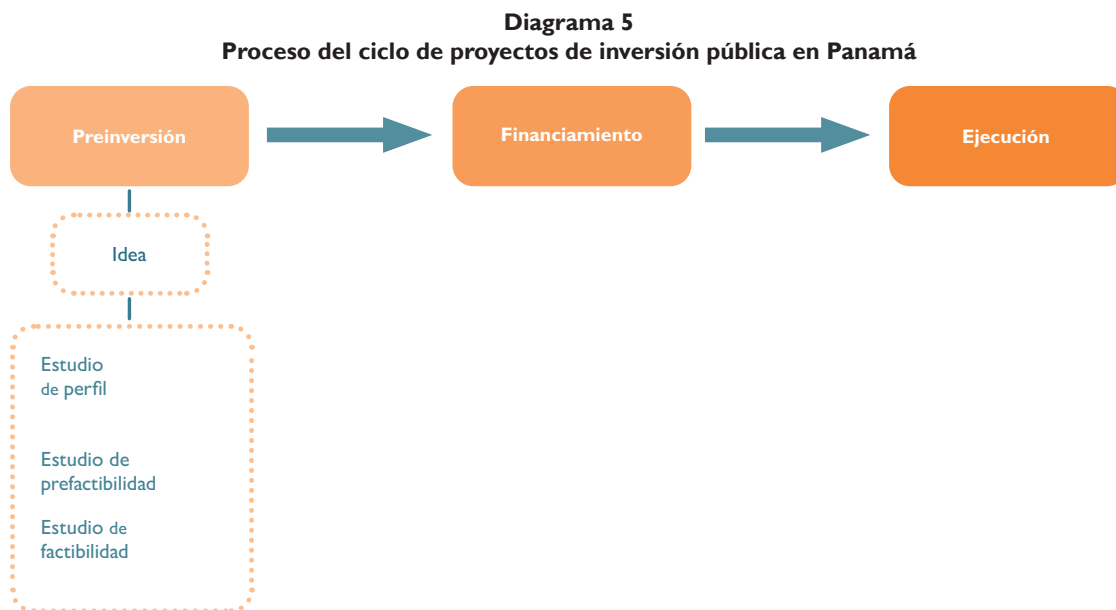 Diagrama 5
Proceso del ciclo de proyectos de inversión pública en Panamá
Preinversión
Financiamiento
Ejecución
Idea
Estudio
de perfil
Estudio de
prefactibilidad
Estudio de
factibilidad